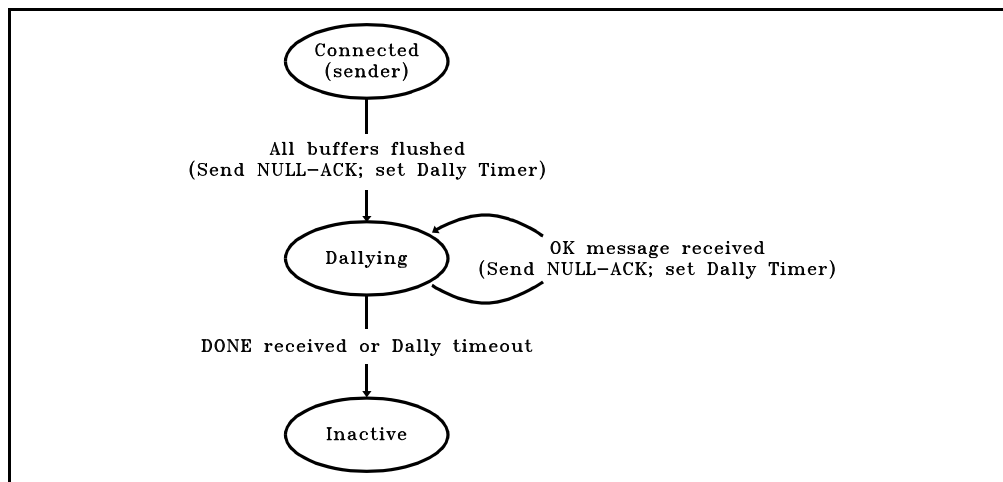 Connected
(sender)
All buffers flushed
(Send NULL-ACK; set Dally Timer)
Dallying
OK message received
(Send NULL-ACK; set Dally Timer)
DONE received or Dally timeout
Inactive